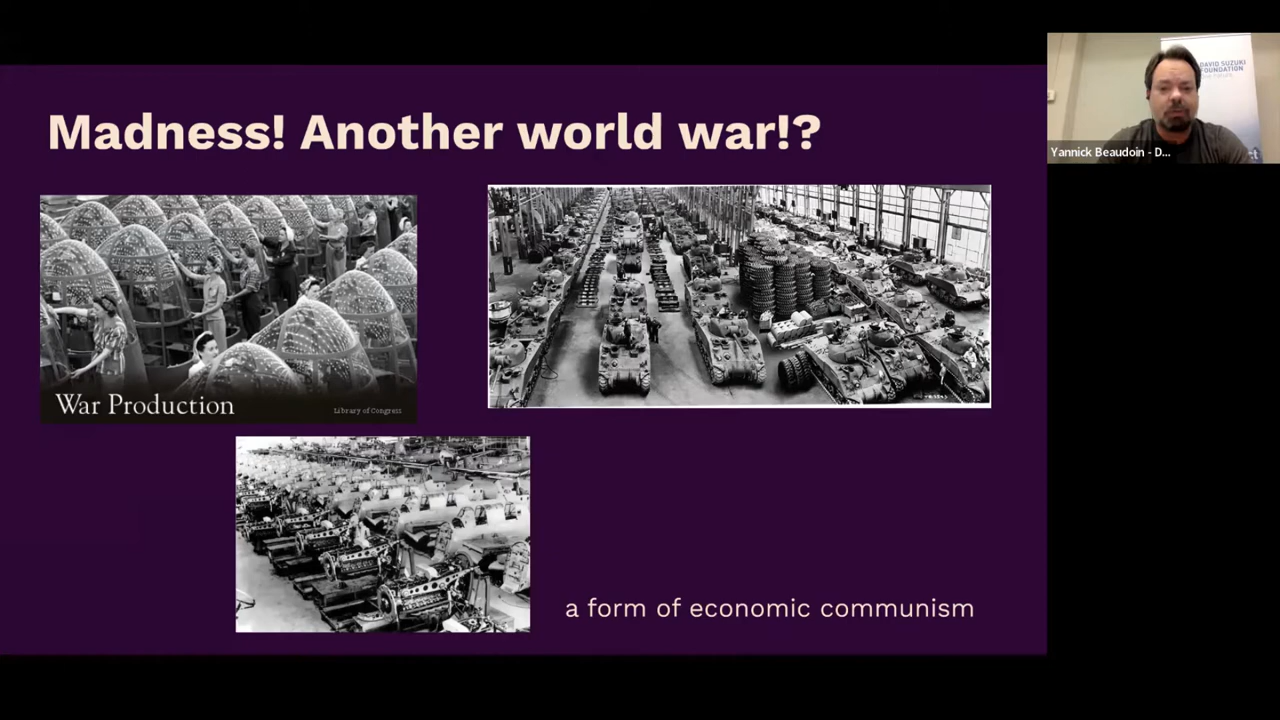 Madness! Another world war!?
War Production
Library of Congress
a form of economic communism
DAVID SUZUKI
FOUNDATION
Yannick Beaudoin - D...